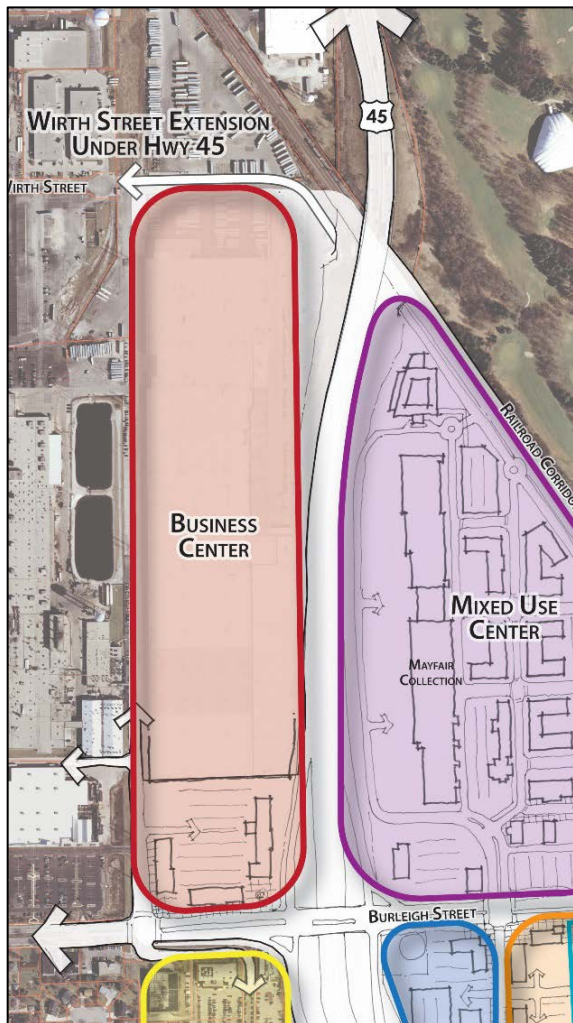 45
WIRTH STREET EXTENSION
UNDER HWY 45
WIRTH STREET
RAILROAD
BUSINESS
CENTER
MIXED USE
CENTER
MAYFAIR
COLLECTION
BURLEIGH STREET